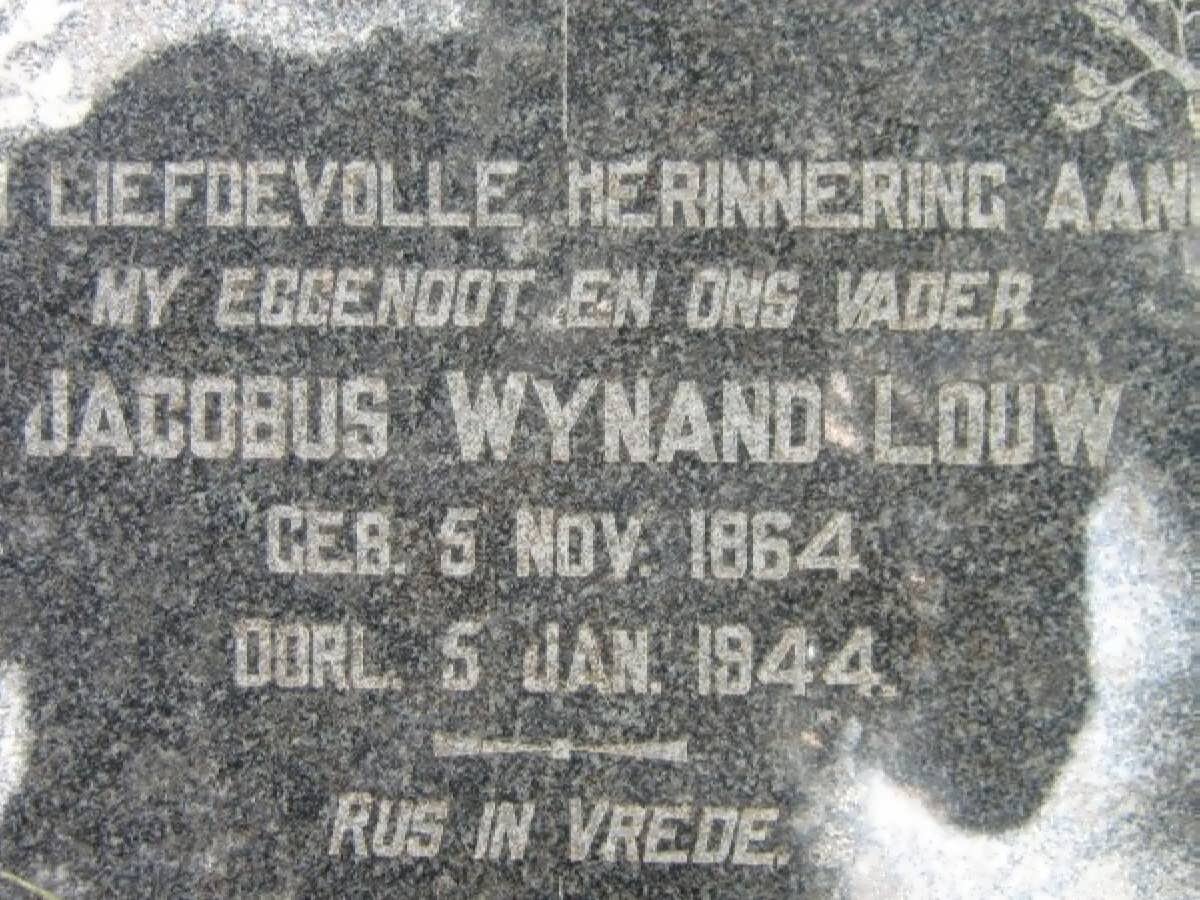 LIEFDEVOLLE HERINNERING AAN
MY EGGENOOT EN ONS VADER
JACOBUS WYNAND LOUW
GEB. 5 NOV. 1864
OORL. 5 JAN. 1944.
RUS IN VREDE.